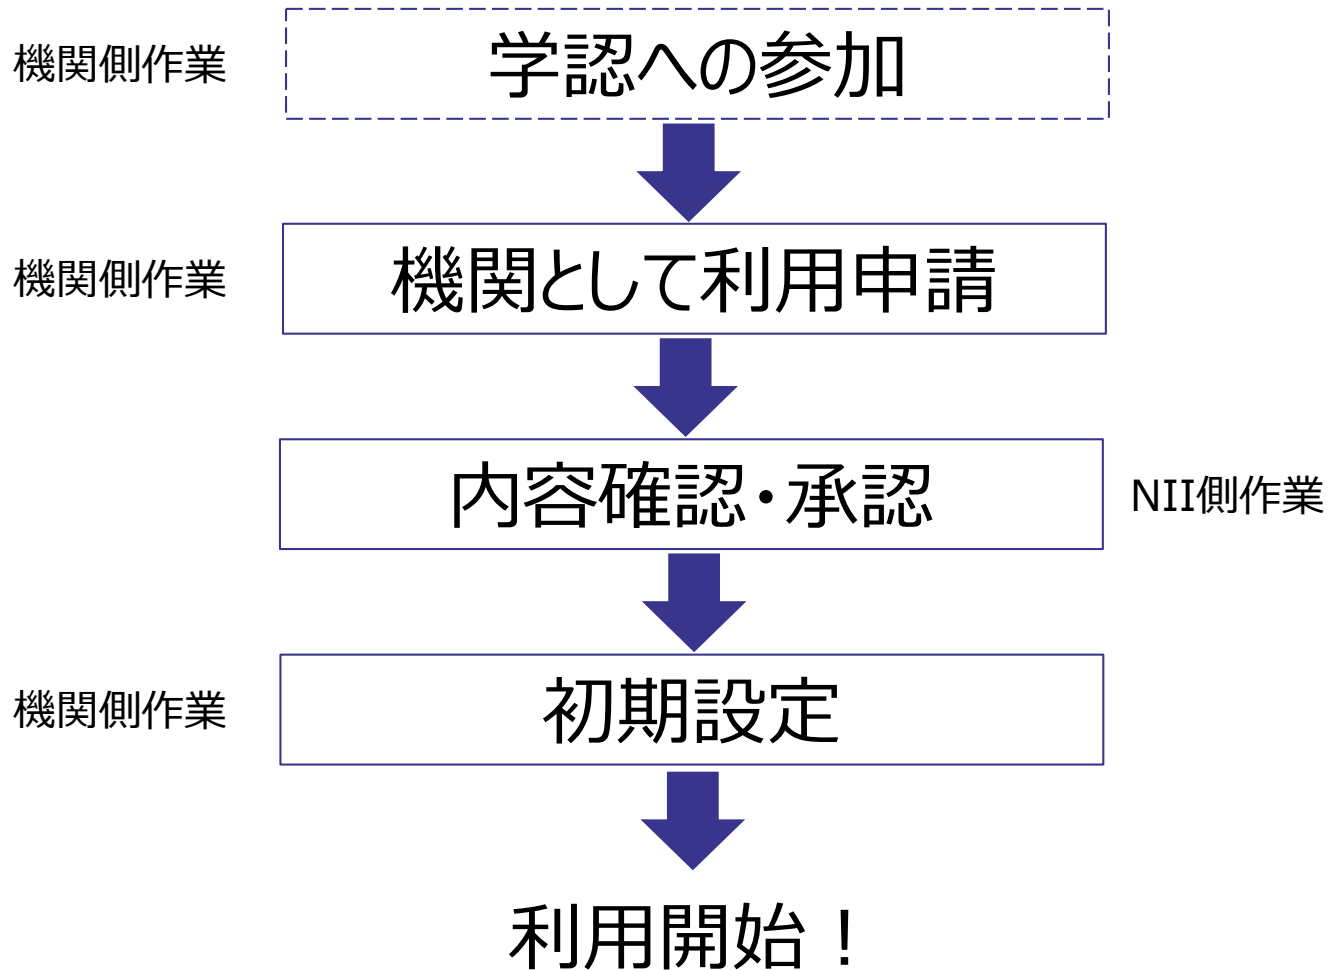 機関側作業
学認への参加
機関側作業
機関として利用申請
内容確認・承認
NII側作業
機関側作業
初期設定
利用開始！